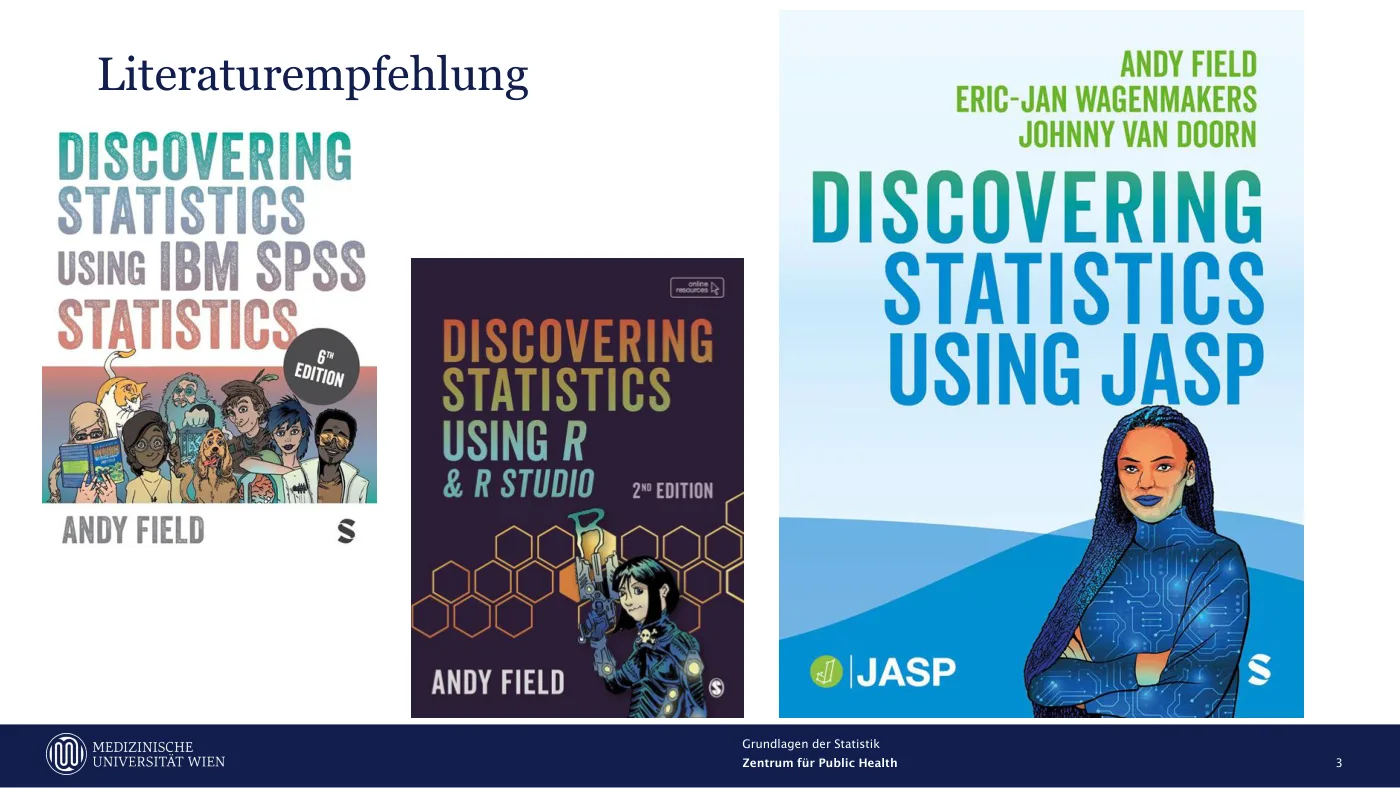 Literaturempfehlung
DISCOVERING
STATISTICS
USING IBM SPSS
STATISTICS
6TH
EDITION
ANDY FIELD
S
online
resources
DISCOVERING
STATISTICS
USING R
& R STUDIO
2ND EDITION
ANDY FIELD
S
ANDY FIELD
ERIC-JAN WAGENMAKERS
JOHNNY VAN DOORN
DISCOVERING
STATISTICS
USING JASP
JASP
S
MEDIZINISCHE
UNIVERSITÄT WIEN
Grundlagen der Statistik
Zentrum für Public Health
3